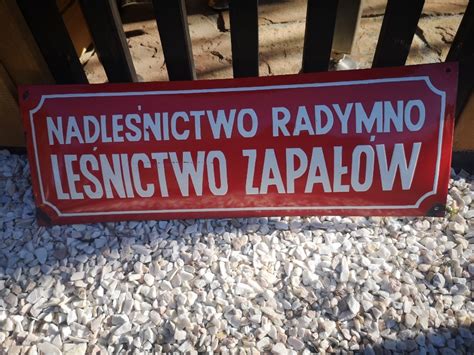 NADLEŚNICTWO RADYMNO
LEŚNICTWO ZAPAŁÓW